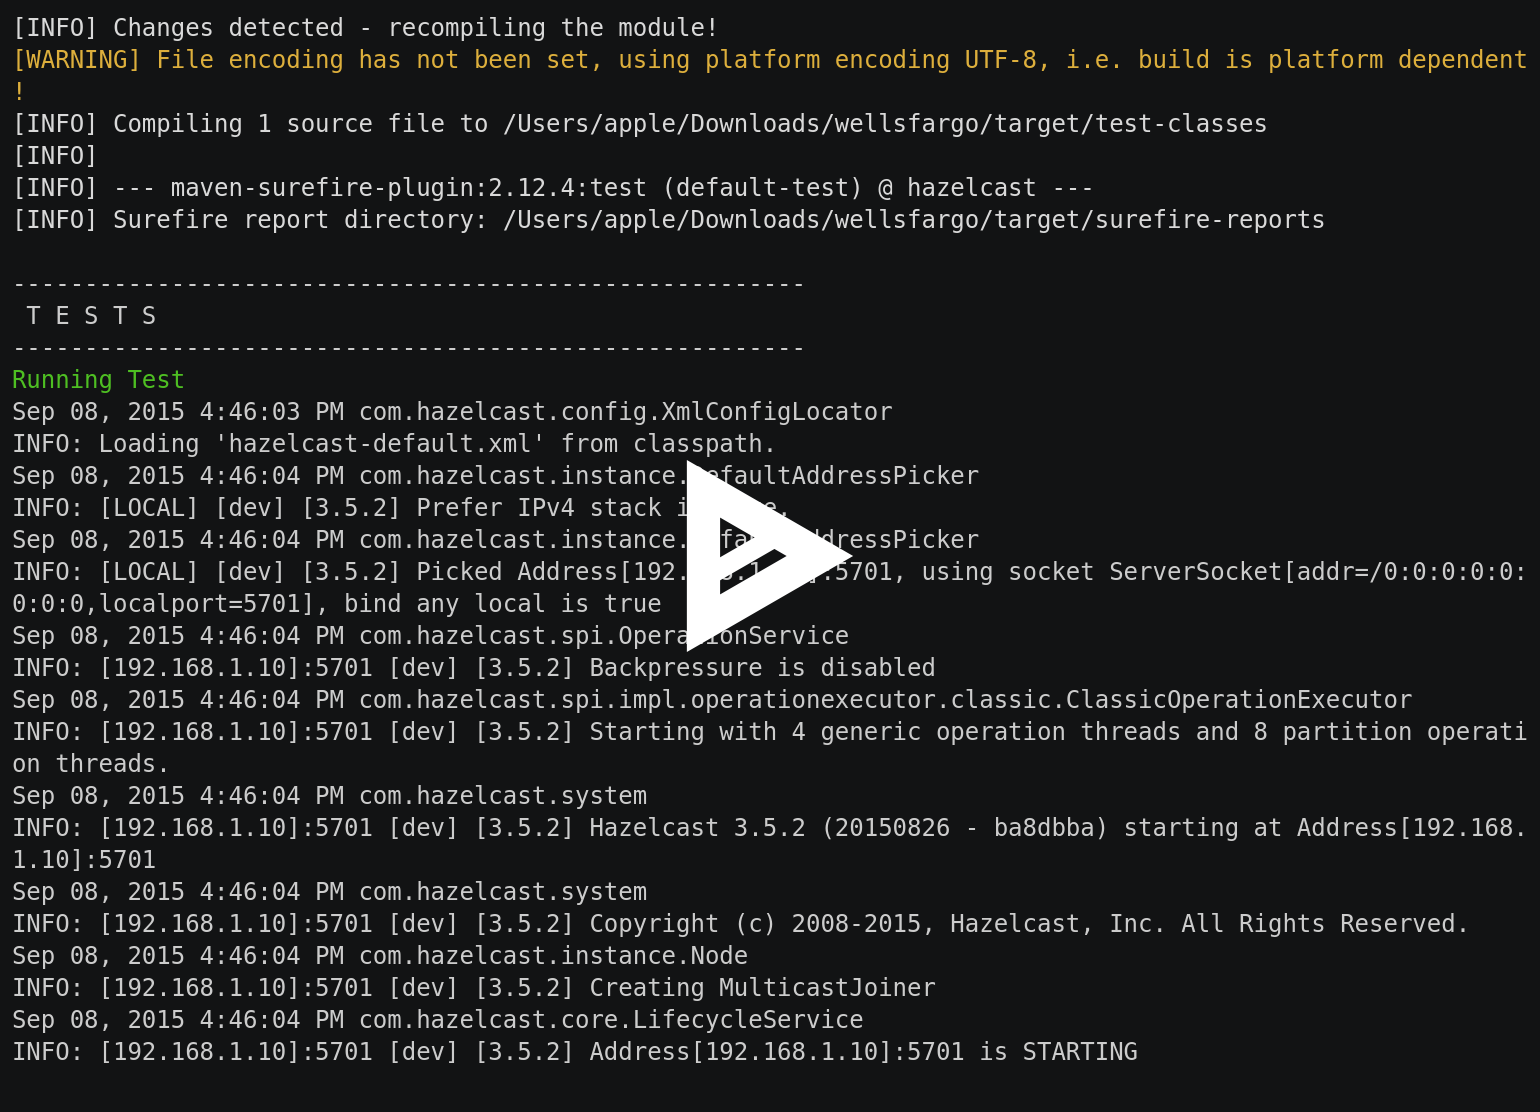 [INFO] Changes detected - recompiling the module!
[WARNING] File encoding has not been set, using platform encoding UTF-8, i.e. build is platform dependent
!
[INFO] Compiling 1 source file to /Users/apple/Downloads/wellsfargo/target/test-classes
[INFO]
[INFO] --- maven-surefire-plugin:2.12.4:test (default-test) @ hazelcast ---
[INFO] Surefire report directory: /Users/apple/Downloads/wellsfargo/target/surefire-reports
-------------------------------------------------------
T E S T S
-------------------------------------------------------
Running Test
Sep 08, 2015 4:46:03 PM com.hazelcast.config.XmlConfigLocator
INFO: Loading 'hazelcast-default.xml' from classpath.
Sep 08, 2015 4:46:04 PM com.hazelcast.instance.DefaultAddressPicker
INFO: [LOCAL] [dev] [3.5.2] Prefer IPv4 stack
Sep 08, 2015 4:46:04 PM com.hazelcast.instance.DefaultAddressPicker
INFO: [LOCAL] [dev] [3.5.2] Picked :5701, using socket ServerSocket[addr=/0:0:0:0:0:
0:0:0,localport=5701], bind any local is true
Sep 08, 2015 4:46:04 PM com.hazelcast.spi.OperationService
INFO: [192.168.1.10]:5701 [dev] [3.5.2] Backpressure is disabled
Sep 08, 2015 4:46:04 PM com.hazelcast.spi.impl.operationexecutor.classic.ClassicOperationExecutor
INFO: [192.168.1.10]:5701 [dev] [3.5.2] Starting with 4 generic operation threads and 8 partition operati
on threads.
Sep 08, 2015 4:46:04 PM com.hazelcast.system
INFO: [192.168.1.10]:5701 [dev] [3.5.2] Hazelcast 3.5.2 (20150826 - ba8dbba) starting at Address[192.168.
1.10]:5701
Sep 08, 2015 4:46:04 PM com.hazelcast.system
INFO: [192.168.1.10]:5701 [dev] [3.5.2] Copyright (c) 2008-2015, Hazelcast, Inc. All Rights Reserved.
Sep 08, 2015 4:46:04 PM com.hazelcast.instance.Node
INFO: [192.168.1.10]:5701 [dev] [3.5.2] Creating MulticastJoiner
Sep 08, 2015 4:46:04 PM com.hazelcast.core.LifecycleService
INFO: [192.168.1.10]:5701 [dev] [3.5.2] Address[192.168.1.10]:5701 is STARTING